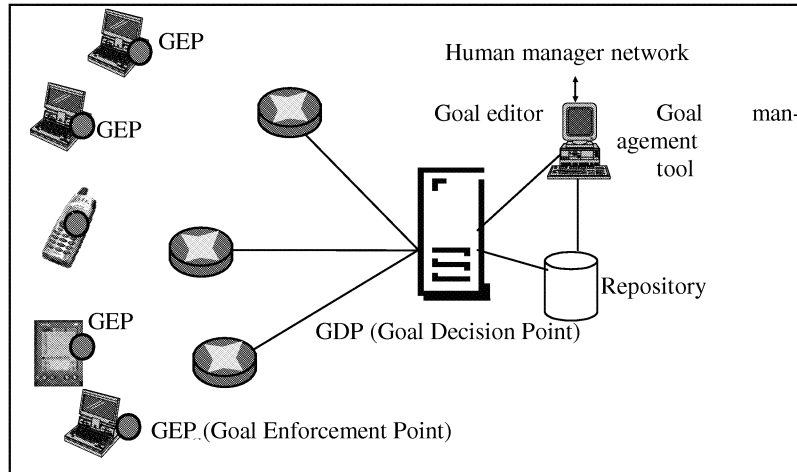 GEP
Human manager network
GEP
Goal editor Goal man-
agement
tool
Repository
GEP
GDP (Goal Decision Point)
GEP (Goal Enforcement Point)